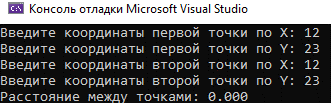 Консоль отладки Microsoft Visual Studio
Введите координаты первой точки по X: 12
Введите координаты первой точки по Y: 23
Введите координаты второй точки по X: 12
Введите координаты второй точки по Y: 23
Расстояние между точками: 0.000